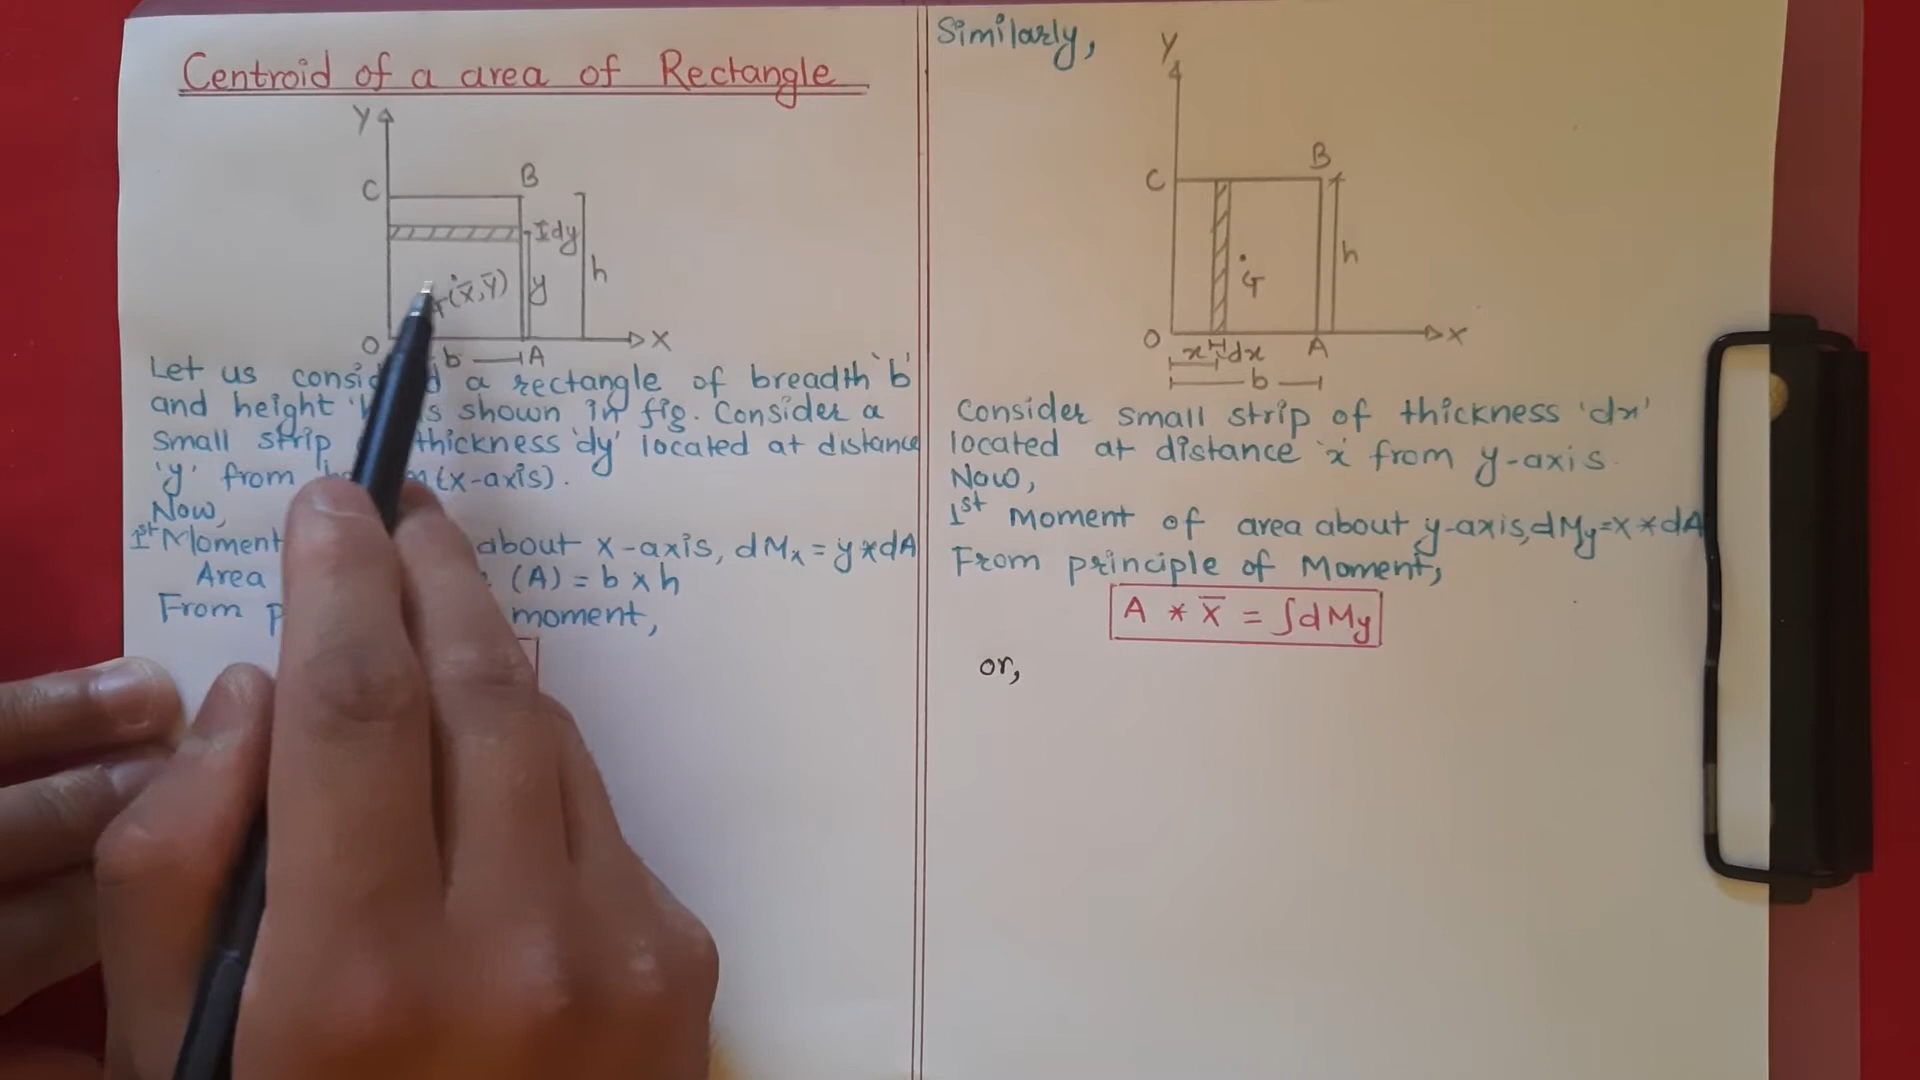 Centroid of a area of Rectangle
Y
C
B
Idy
h
(x̄,ȳ)
y
O
X
b
A
Let us a rectangle of breadth 'b'
and height shown in fig. Consider a
small strip thickness 'dy' located at distance
'y' from (x-axis).
Now,
1st Moment about x-axis, dMx = y*dA
Area (A) = b x h
From moment,
Similarly,
Y
C
B
h
G
O
x dx
A
X
b
Consider small strip of thickness 'dx'
located at distance 'x' from y-axis.
Now,
1st Moment of area about y-axis, dMy = x*dA
From principle of Moment,
A * X̄ = ∫dMy
or,